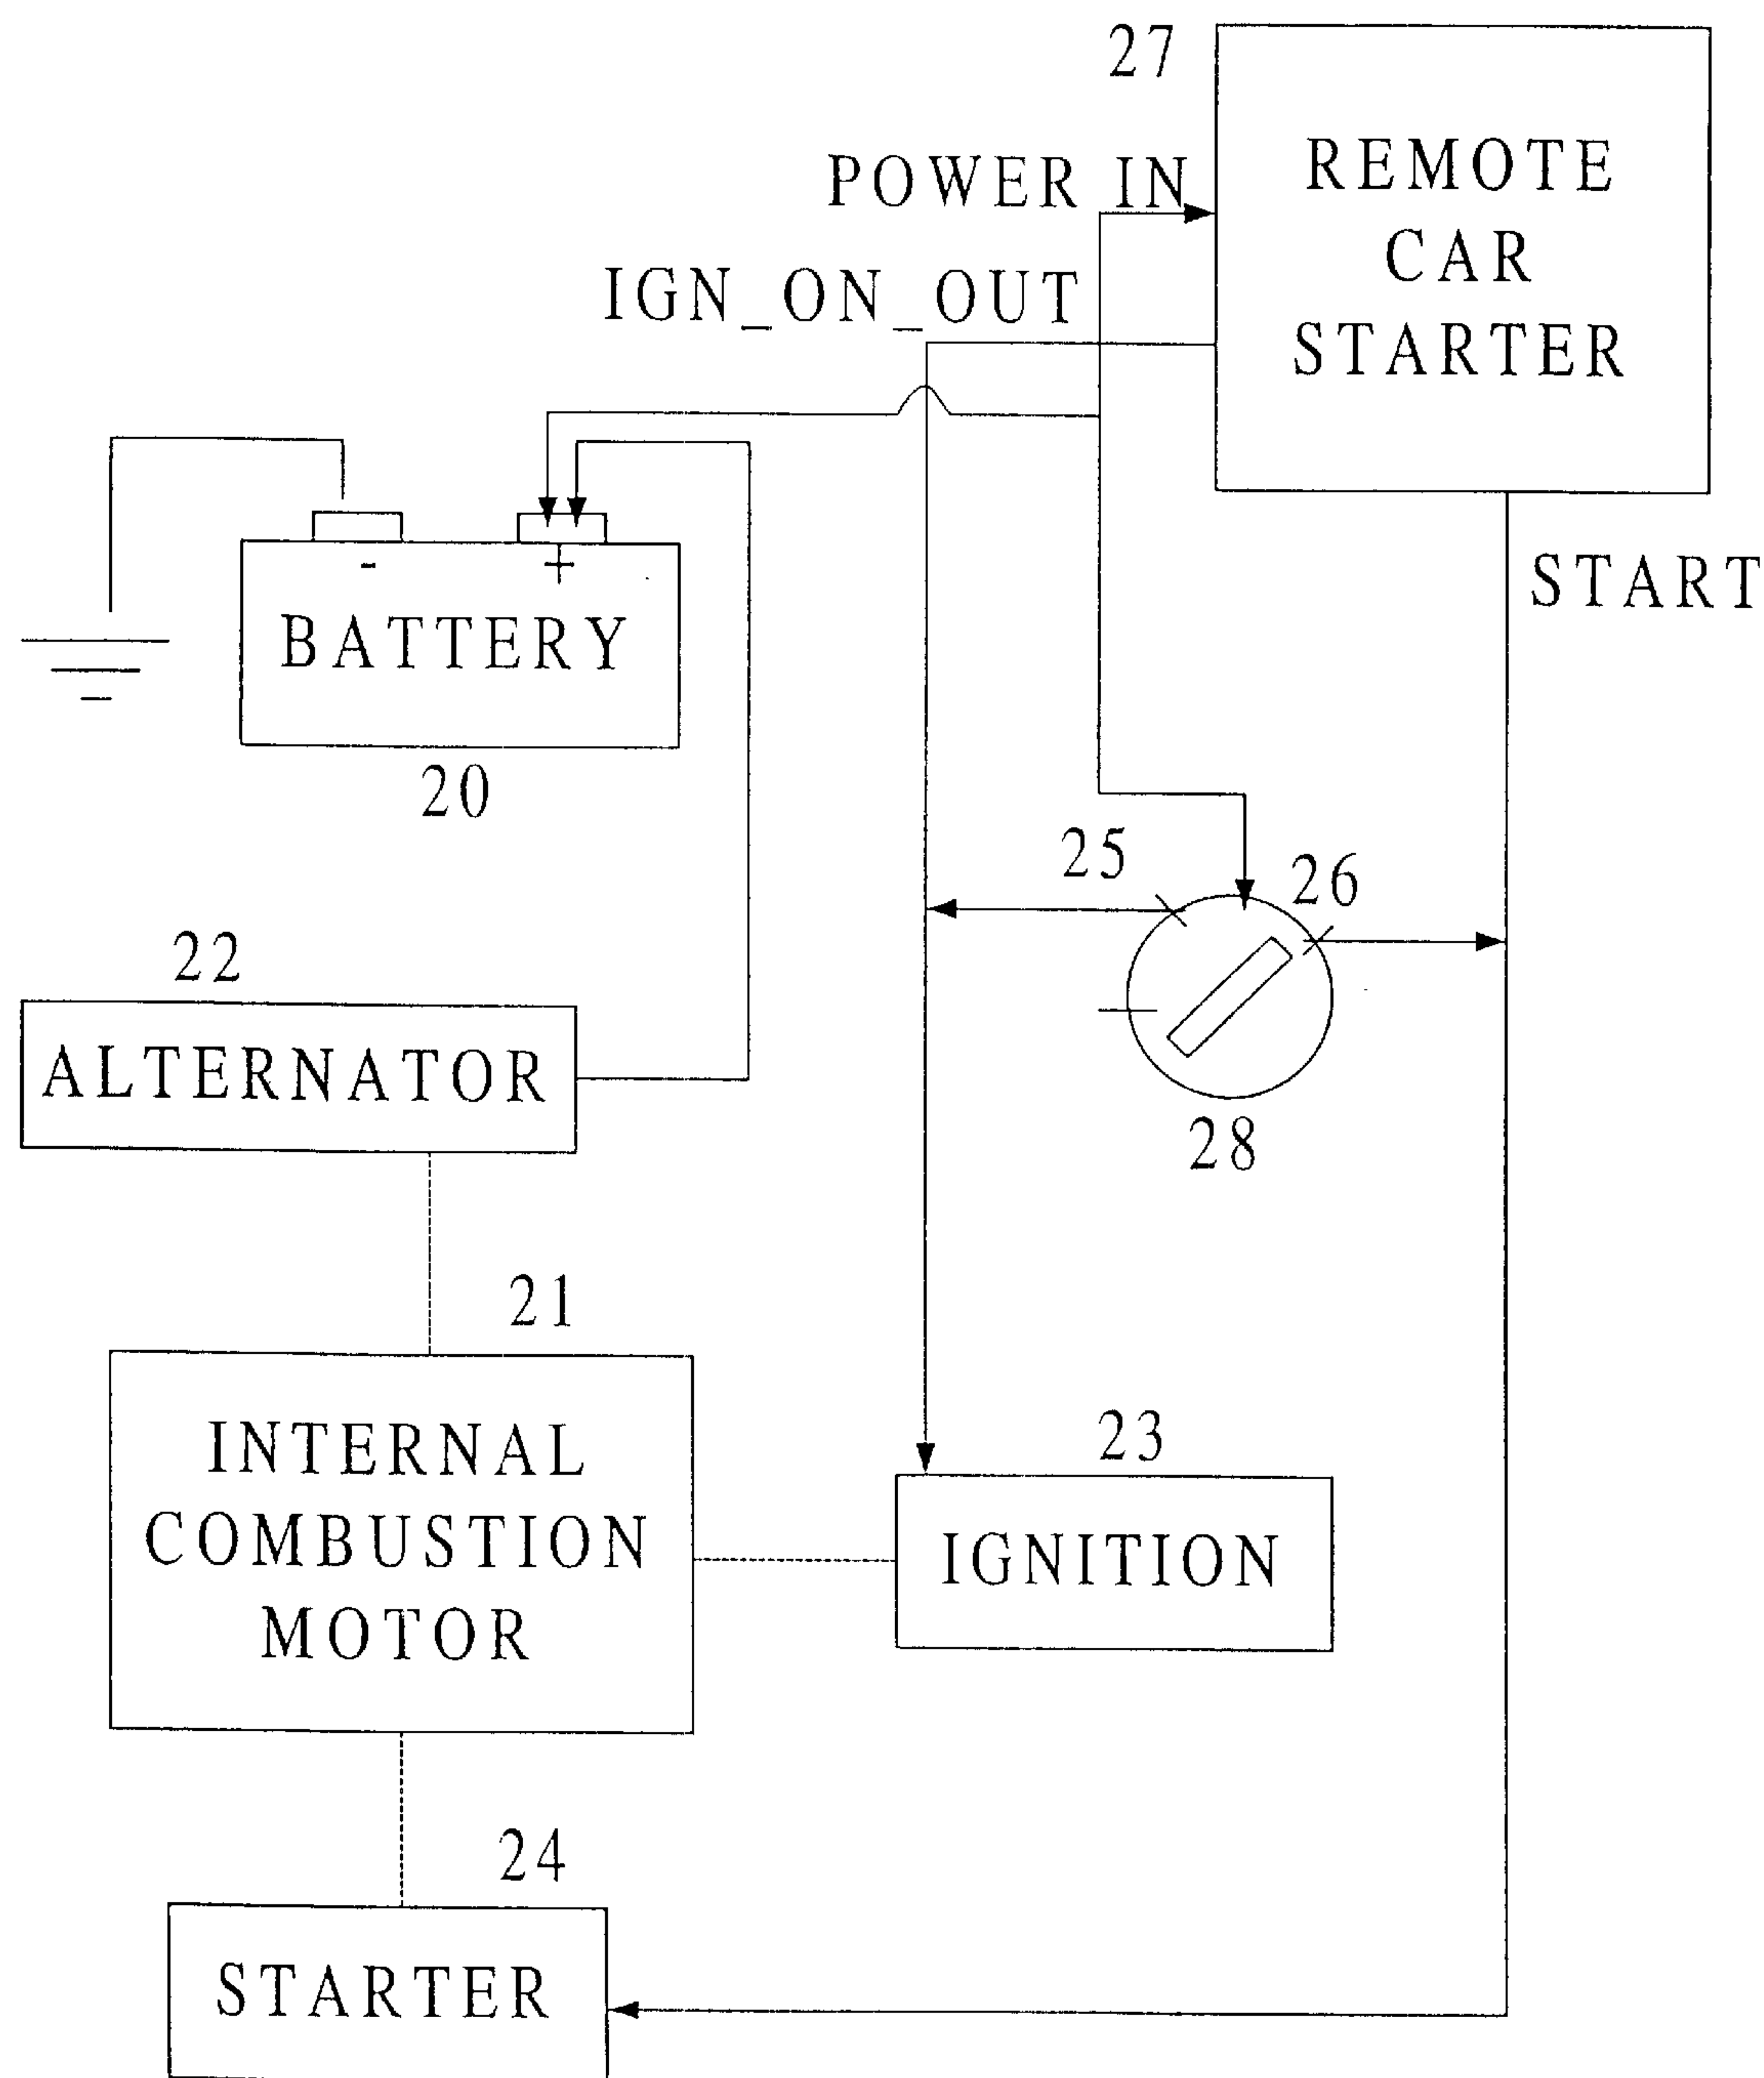 27
REMOTE
CAR
STARTER
POWER IN
IGN_ON_OUT
START
- +
BATTERY
20
25
26
28
22
ALTERNATOR
21
INTERNAL
COMBUSTION
MOTOR
23
IGNITION
24
STARTER